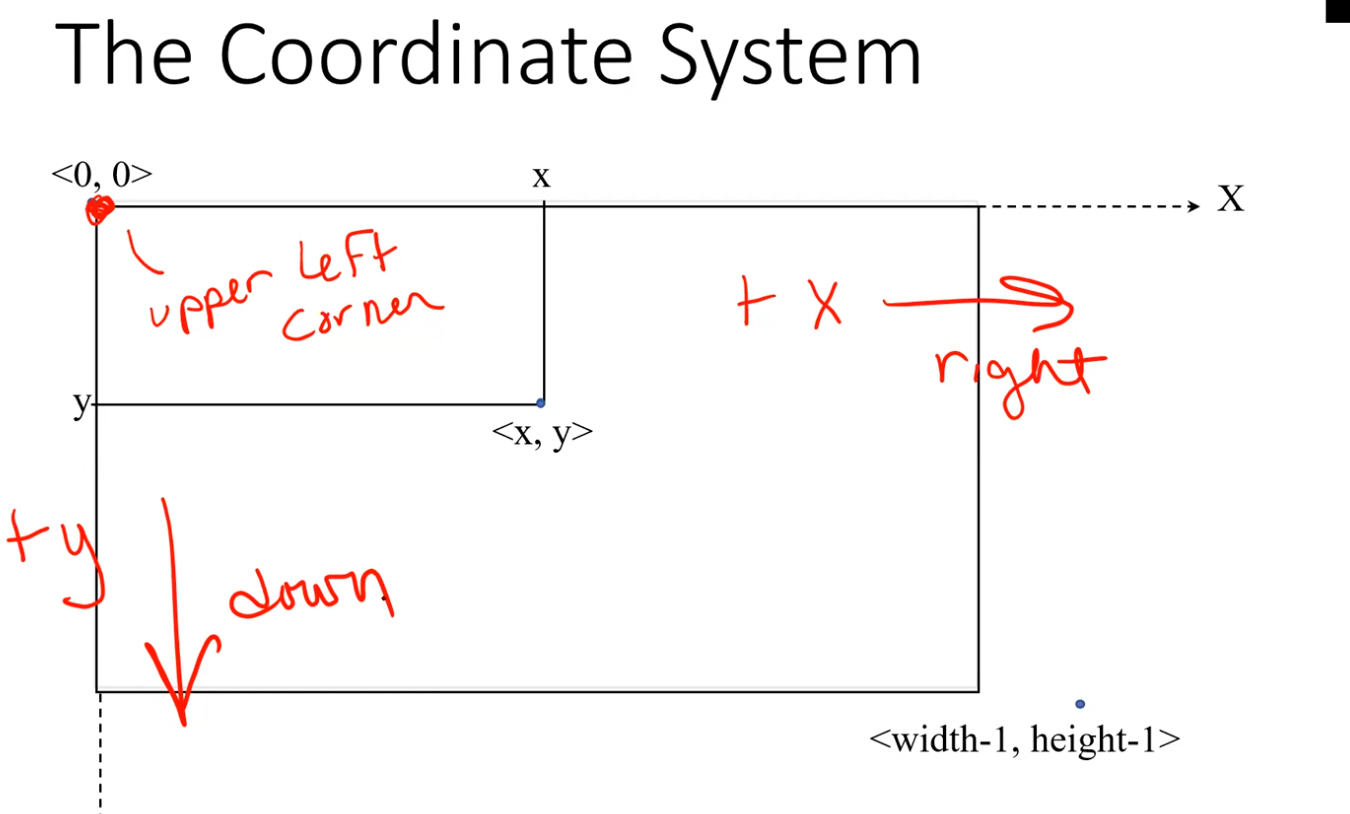 The Coordinate System
<0, 0>
x
X
upper left
corner
+ x
right
y
<x, y>
+y
down
<width-1, height-1>